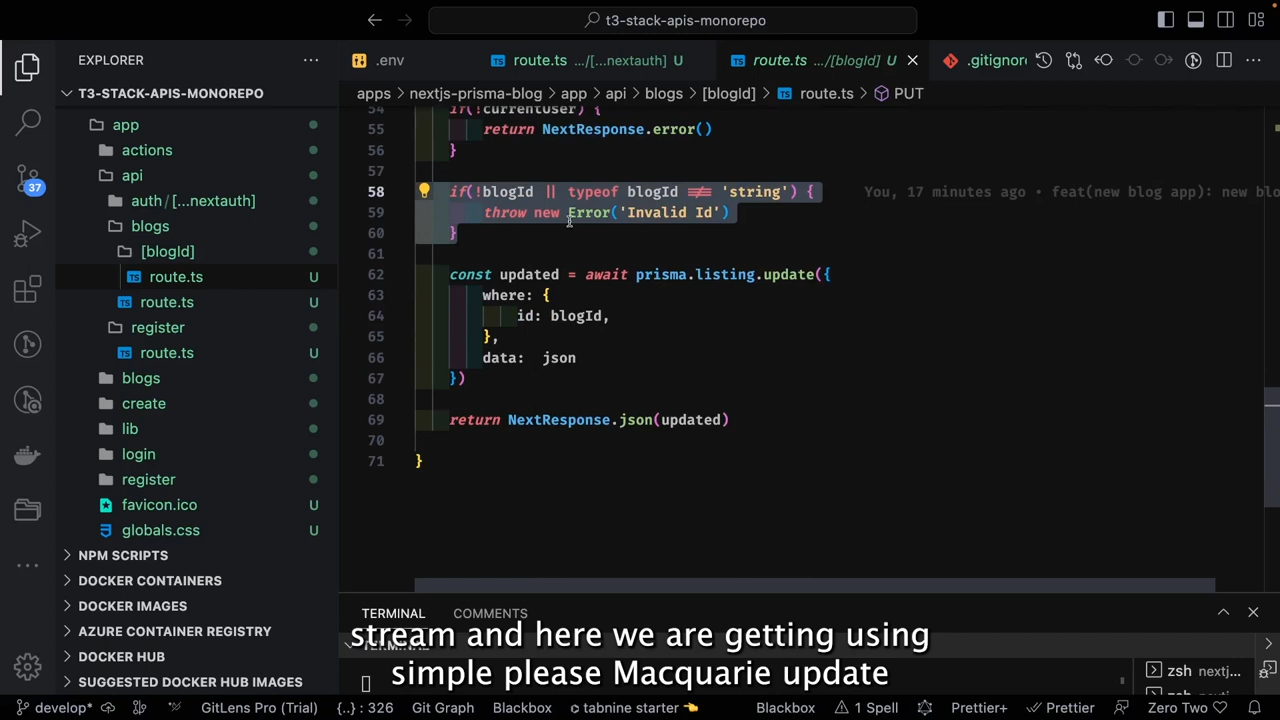 t3-stack-apis-monorepo
EXPLORER
.env
route.ts .../[...nextauth] U
route.ts .../[blogId] U
.gitignore
T3-STACK-APIS-MONOREPO
apps > nextjs-prisma-blog > app > api > blogs > [blogId] > route.ts > PUT
app
actions
api
auth/[...nextauth]
blogs
[blogId]
route.ts U
route.ts U
register
route.ts U
blogs
create
lib
login
register
favicon.ico U
globals.css U
NPM SCRIPTS
DOCKER CONTAINERS
DOCKER IMAGES
AZURE CONTAINER REGISTRY
DOCKER HUB
SUGGESTED DOCKER HUB IMAGES
37
54 if(!currentUser) {
55 return NextResponse.error()
56 }
57
58 if(!blogId || typeof blogId !== 'string') { You, 17 minutes ago • feat(new blog app): new blo
59 throw new Error('Invalid Id')
60 }
61
62 const updated = await prisma.listing.update({
63 where: {
64 id: blogId,
65 },
66 data: json
67 })
68
69 return NextResponse.json(updated)
70
71 }
TERMINAL COMMENTS
stream and here we are getting using
simple please Macquarie update
zsh nextj...
zsh
develop* GitLens Pro (Trial) {..} : 326 Git Graph Blackbox tabnine starter Blackbox 1 Spell Prettier+ Prettier Zero Two